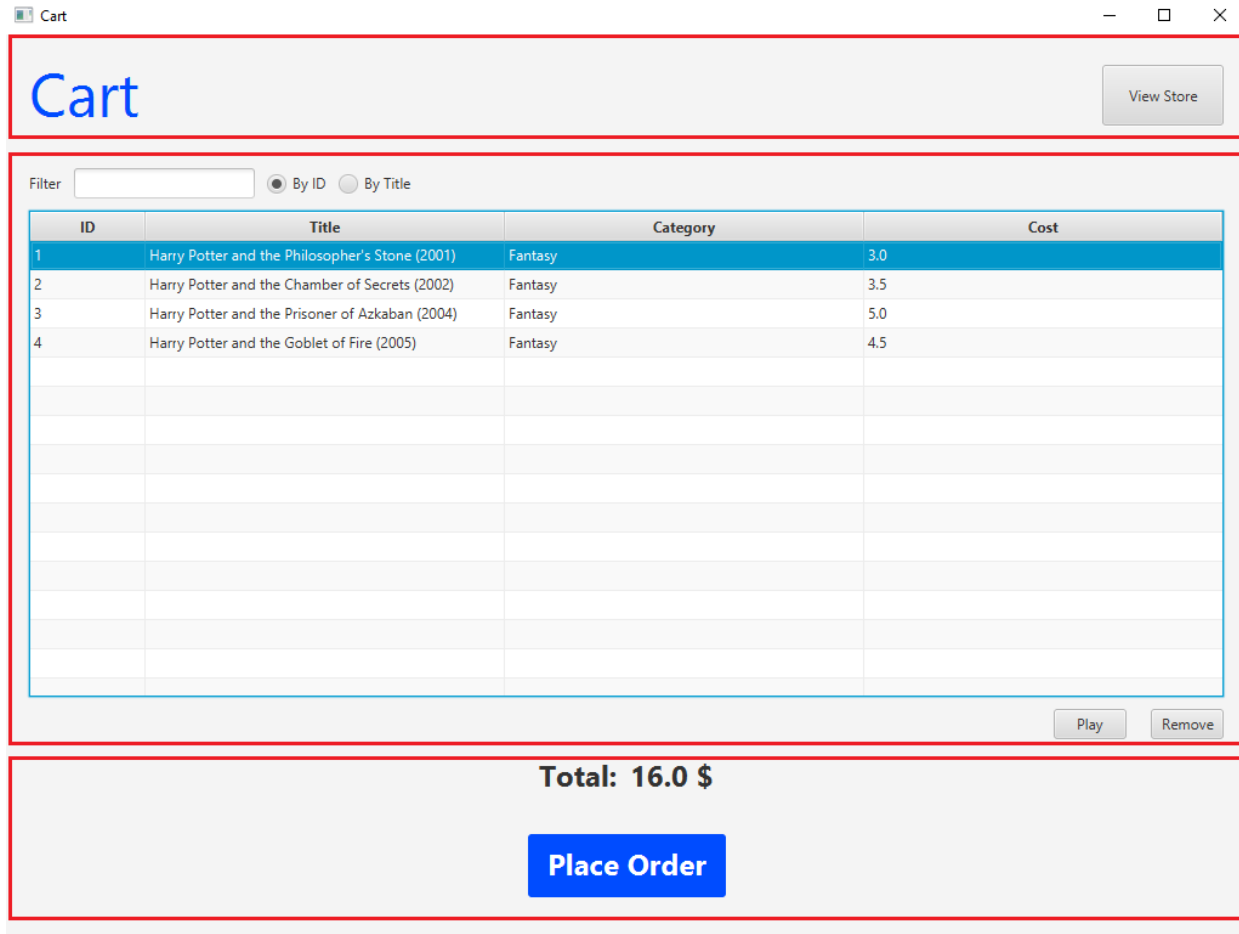 Cart
Cart
View Store
Filter By ID By Title
ID Title Category Cost
1 Harry Potter and the Philosopher's Stone (2001) Fantasy 3.0
2 Harry Potter and the Chamber of Secrets (2002) Fantasy 3.5
3 Harry Potter and the Prisoner of Azkaban (2004) Fantasy 5.0
4 Harry Potter and the Goblet of Fire (2005) Fantasy 4.5
Play Remove
Total: 16.0 $
Place Order